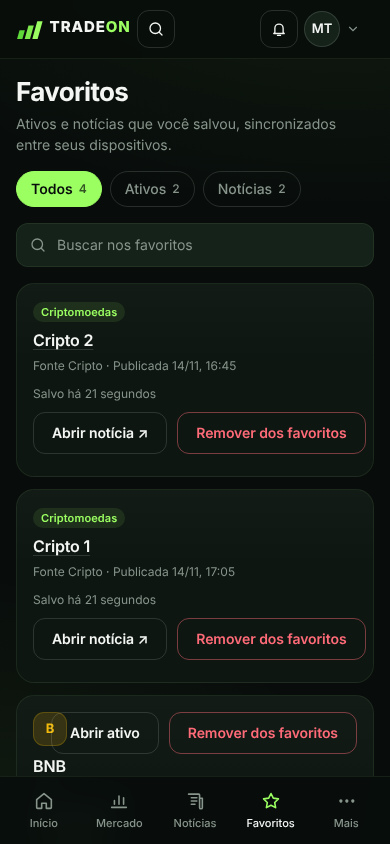 TRADEON
MT
Favoritos
Ativos e notícias que você salvou, sincronizados
entre seus dispositivos.
Todos 4
Ativos 2
Notícias 2
Buscar nos favoritos
Criptomoedas
Cripto 2
Fonte Cripto · Publicada 14/11, 16:45
Salvo há 21 segundos
Abrir notícia ↗
Remover dos favoritos
Criptomoedas
Cripto 1
Fonte Cripto · Publicada 14/11, 17:05
Salvo há 21 segundos
Abrir notícia ↗
Remover dos favoritos
B
Abrir ativo
Remover dos favoritos
BNB
Início
Mercado
Notícias
Favoritos
Mais